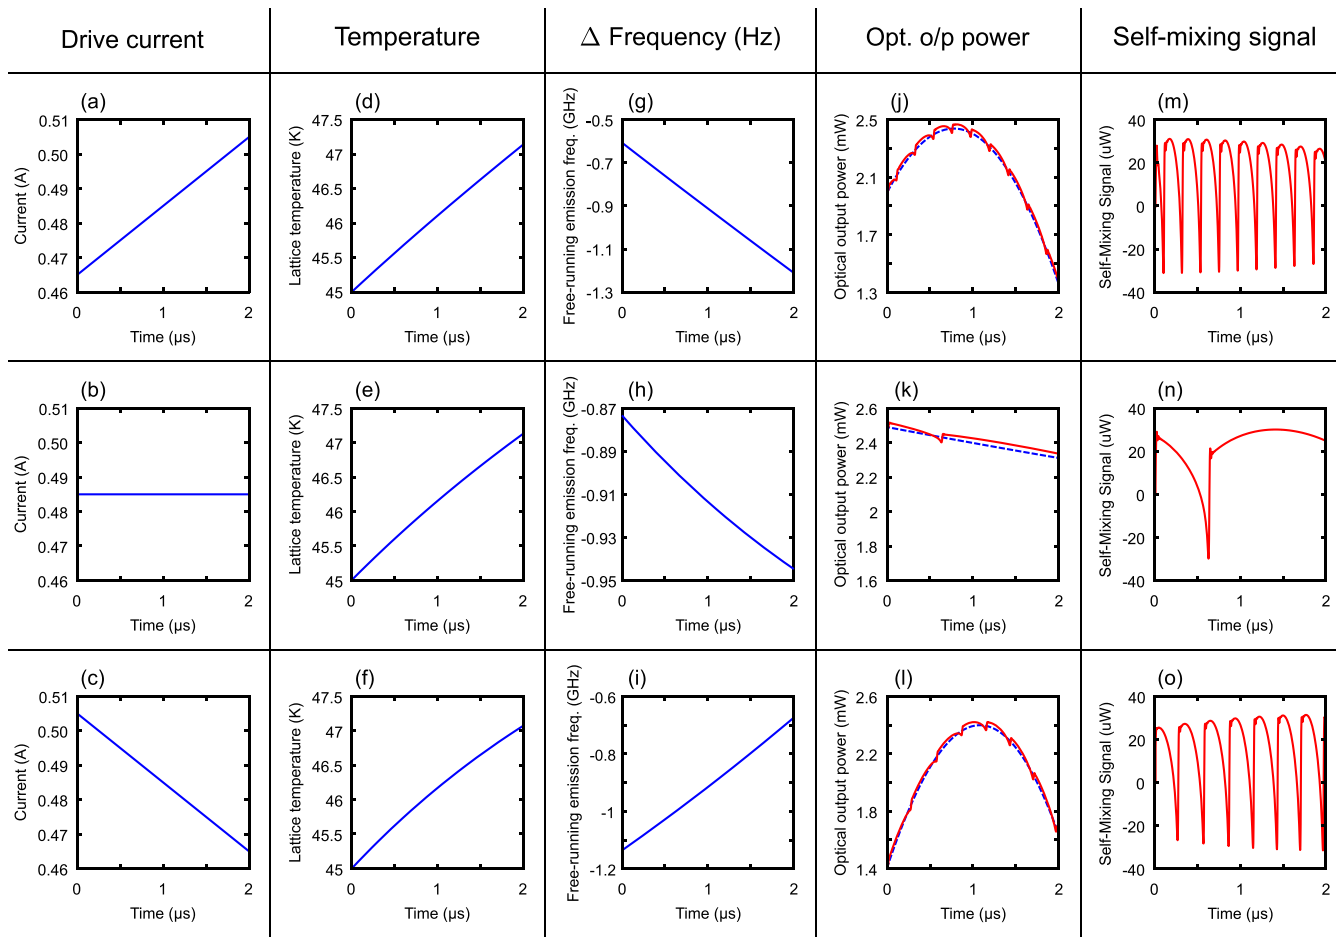 Drive current
Temperature
Δ Frequency (Hz)
Opt. o/p power
Self-mixing signal
(a)
Current (A)
0.51
0.50
0.49
0.48
0.47
0.46
0 1 2
Time (µs)
(d)
Lattice temperature (K)
47.5
47
46.5
46
45.5
45
0 1 2
Time (µs)
(g)
Free-running emission freq. (GHz)
-0.5
-0.7
-0.9
-1.1
-1.3
0 1 2
Time (µs)
(j)
Optical output power (mW)
2.5
2.1
1.7
1.3
0 1 2
Time (µs)
(m)
Self-Mixing Signal (uW)
40
20
0
-20
-40
0 1 2
Time (µs)
(b)
Current (A)
0.51
0.50
0.49
0.48
0.47
0.46
0 1 2
Time (µs)
(e)
Lattice temperature (K)
47.5
47
46.5
46
45.5
45
0 1 2
Time (µs)
(h)
Free-running emission freq. (GHz)
-0.87
-0.89
-0.91
-0.93
-0.95
0 1 2
Time (µs)
(k)
Optical output power (mW)
2.6
2.4
2.2
2
1.8
1.6
0 1 2
Time (µs)
(n)
Self-Mixing Signal (uW)
40
20
0
-20
-40
0 1 2
Time (µs)
(c)
Current (A)
0.51
0.50
0.49
0.48
0.47
0.46
0 1 2
Time (µs)
(f)
Lattice temperature (K)
47.5
47
46.5
46
45.5
45
0 1 2
Time (µs)
(i)
Free-running emission freq. (GHz)
-0.6
-0.8
-1
-1.2
0 1 2
Time (µs)
(l)
Optical output power (mW)
2.6
2.2
1.8
1.4
0 1 2
Time (µs)
(o)
Self-Mixing Signal (uW)
40
20
0
-20
-40
0 1 2
Time (µs)